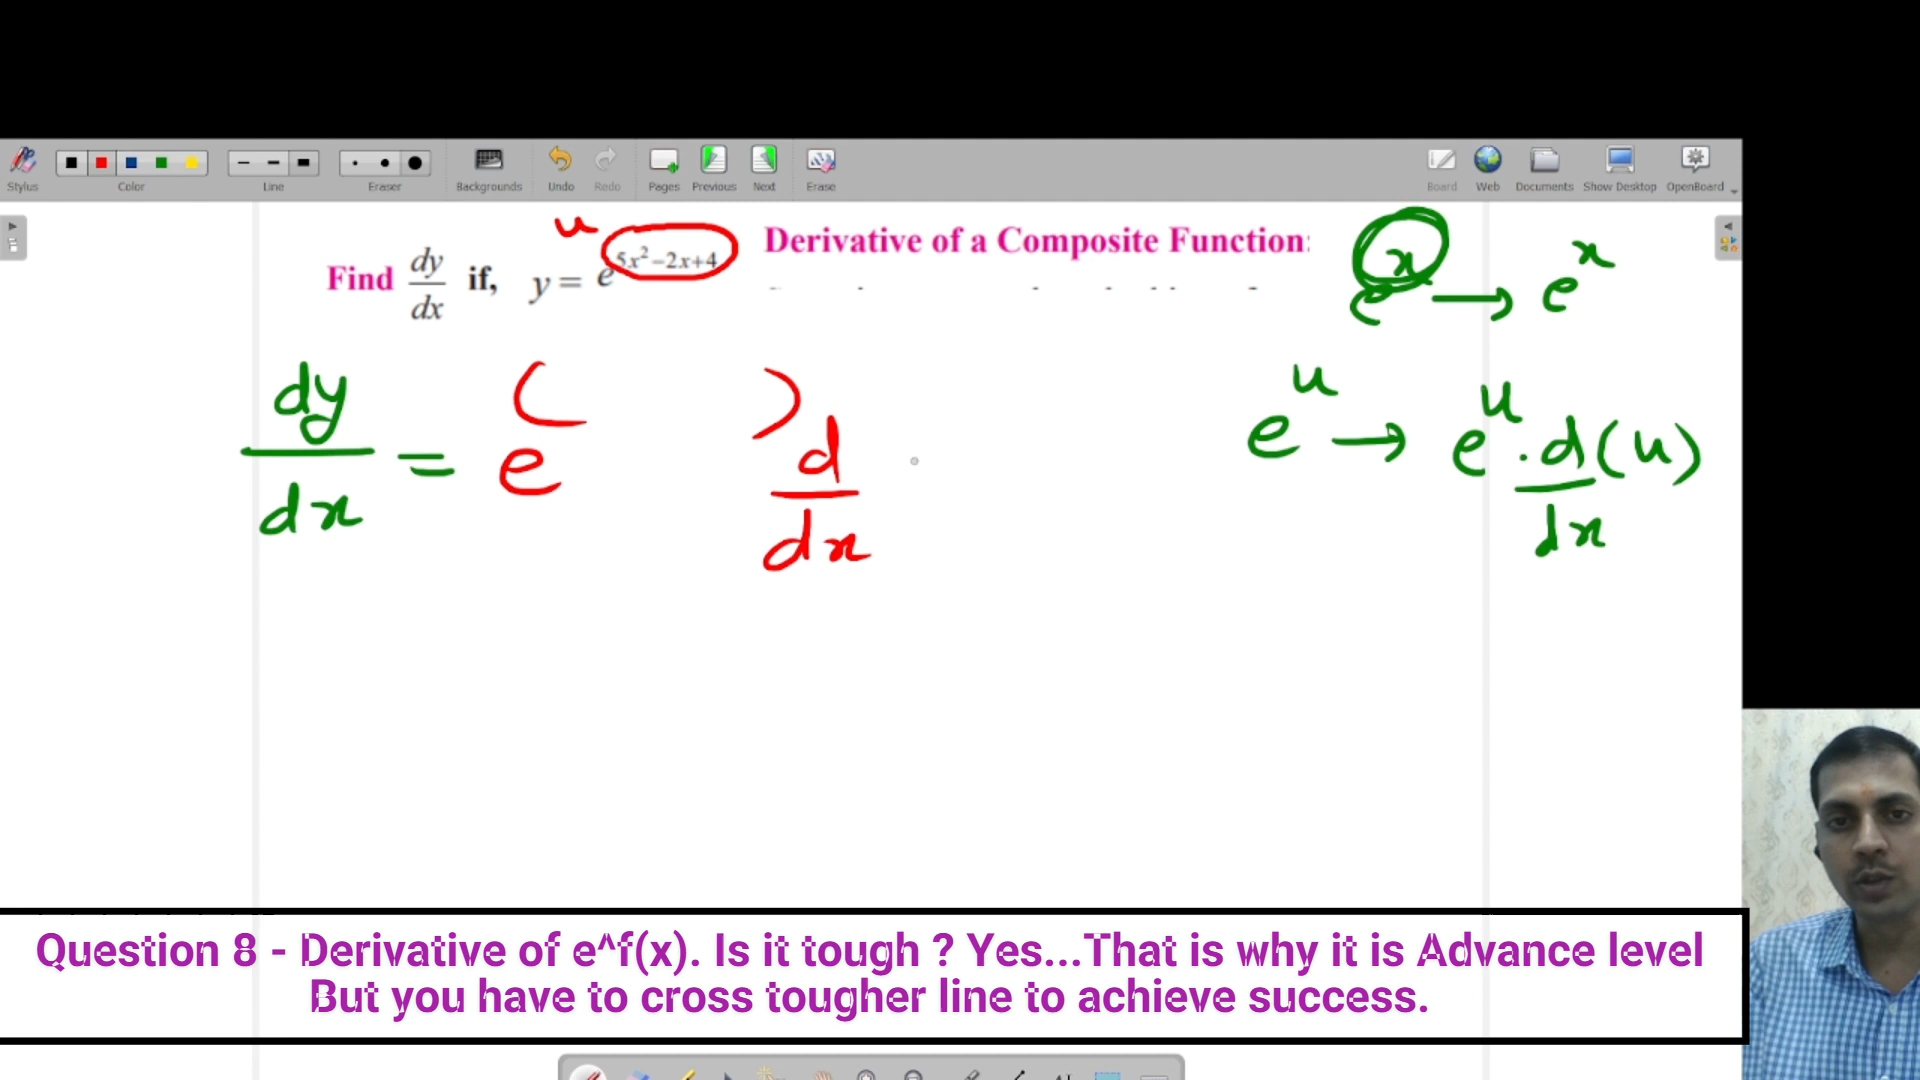 Stylus Color Line Eraser Backgrounds Undo Redo Pages Previous Next Erase Board Web Documents Show Desktop OpenBoard
Find dy/dx if, y = e^(5x²−2x+4) u
Derivative of a Composite Function:
e^x → e^x
dy/dx = e^( ) d/dx
e^u → e^u . d/dx (u)
Question 8 - Derivative of e^f(x). Is it tough ? Yes...That is why it is Advance level
But you have to cross tougher line to achieve success.